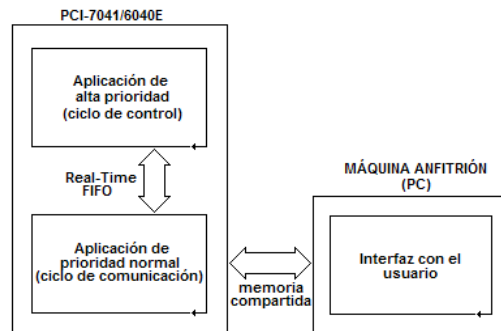 PCI-7041/6040E
Aplicación de
alta prioridad
(ciclo de control)
Real-Time
FIFO
Aplicación de
prioridad normal
(ciclo de comunicación)
memoria
compartida
MÁQUINA ANFITRIÓN
(PC)
Interfaz con el
usuario